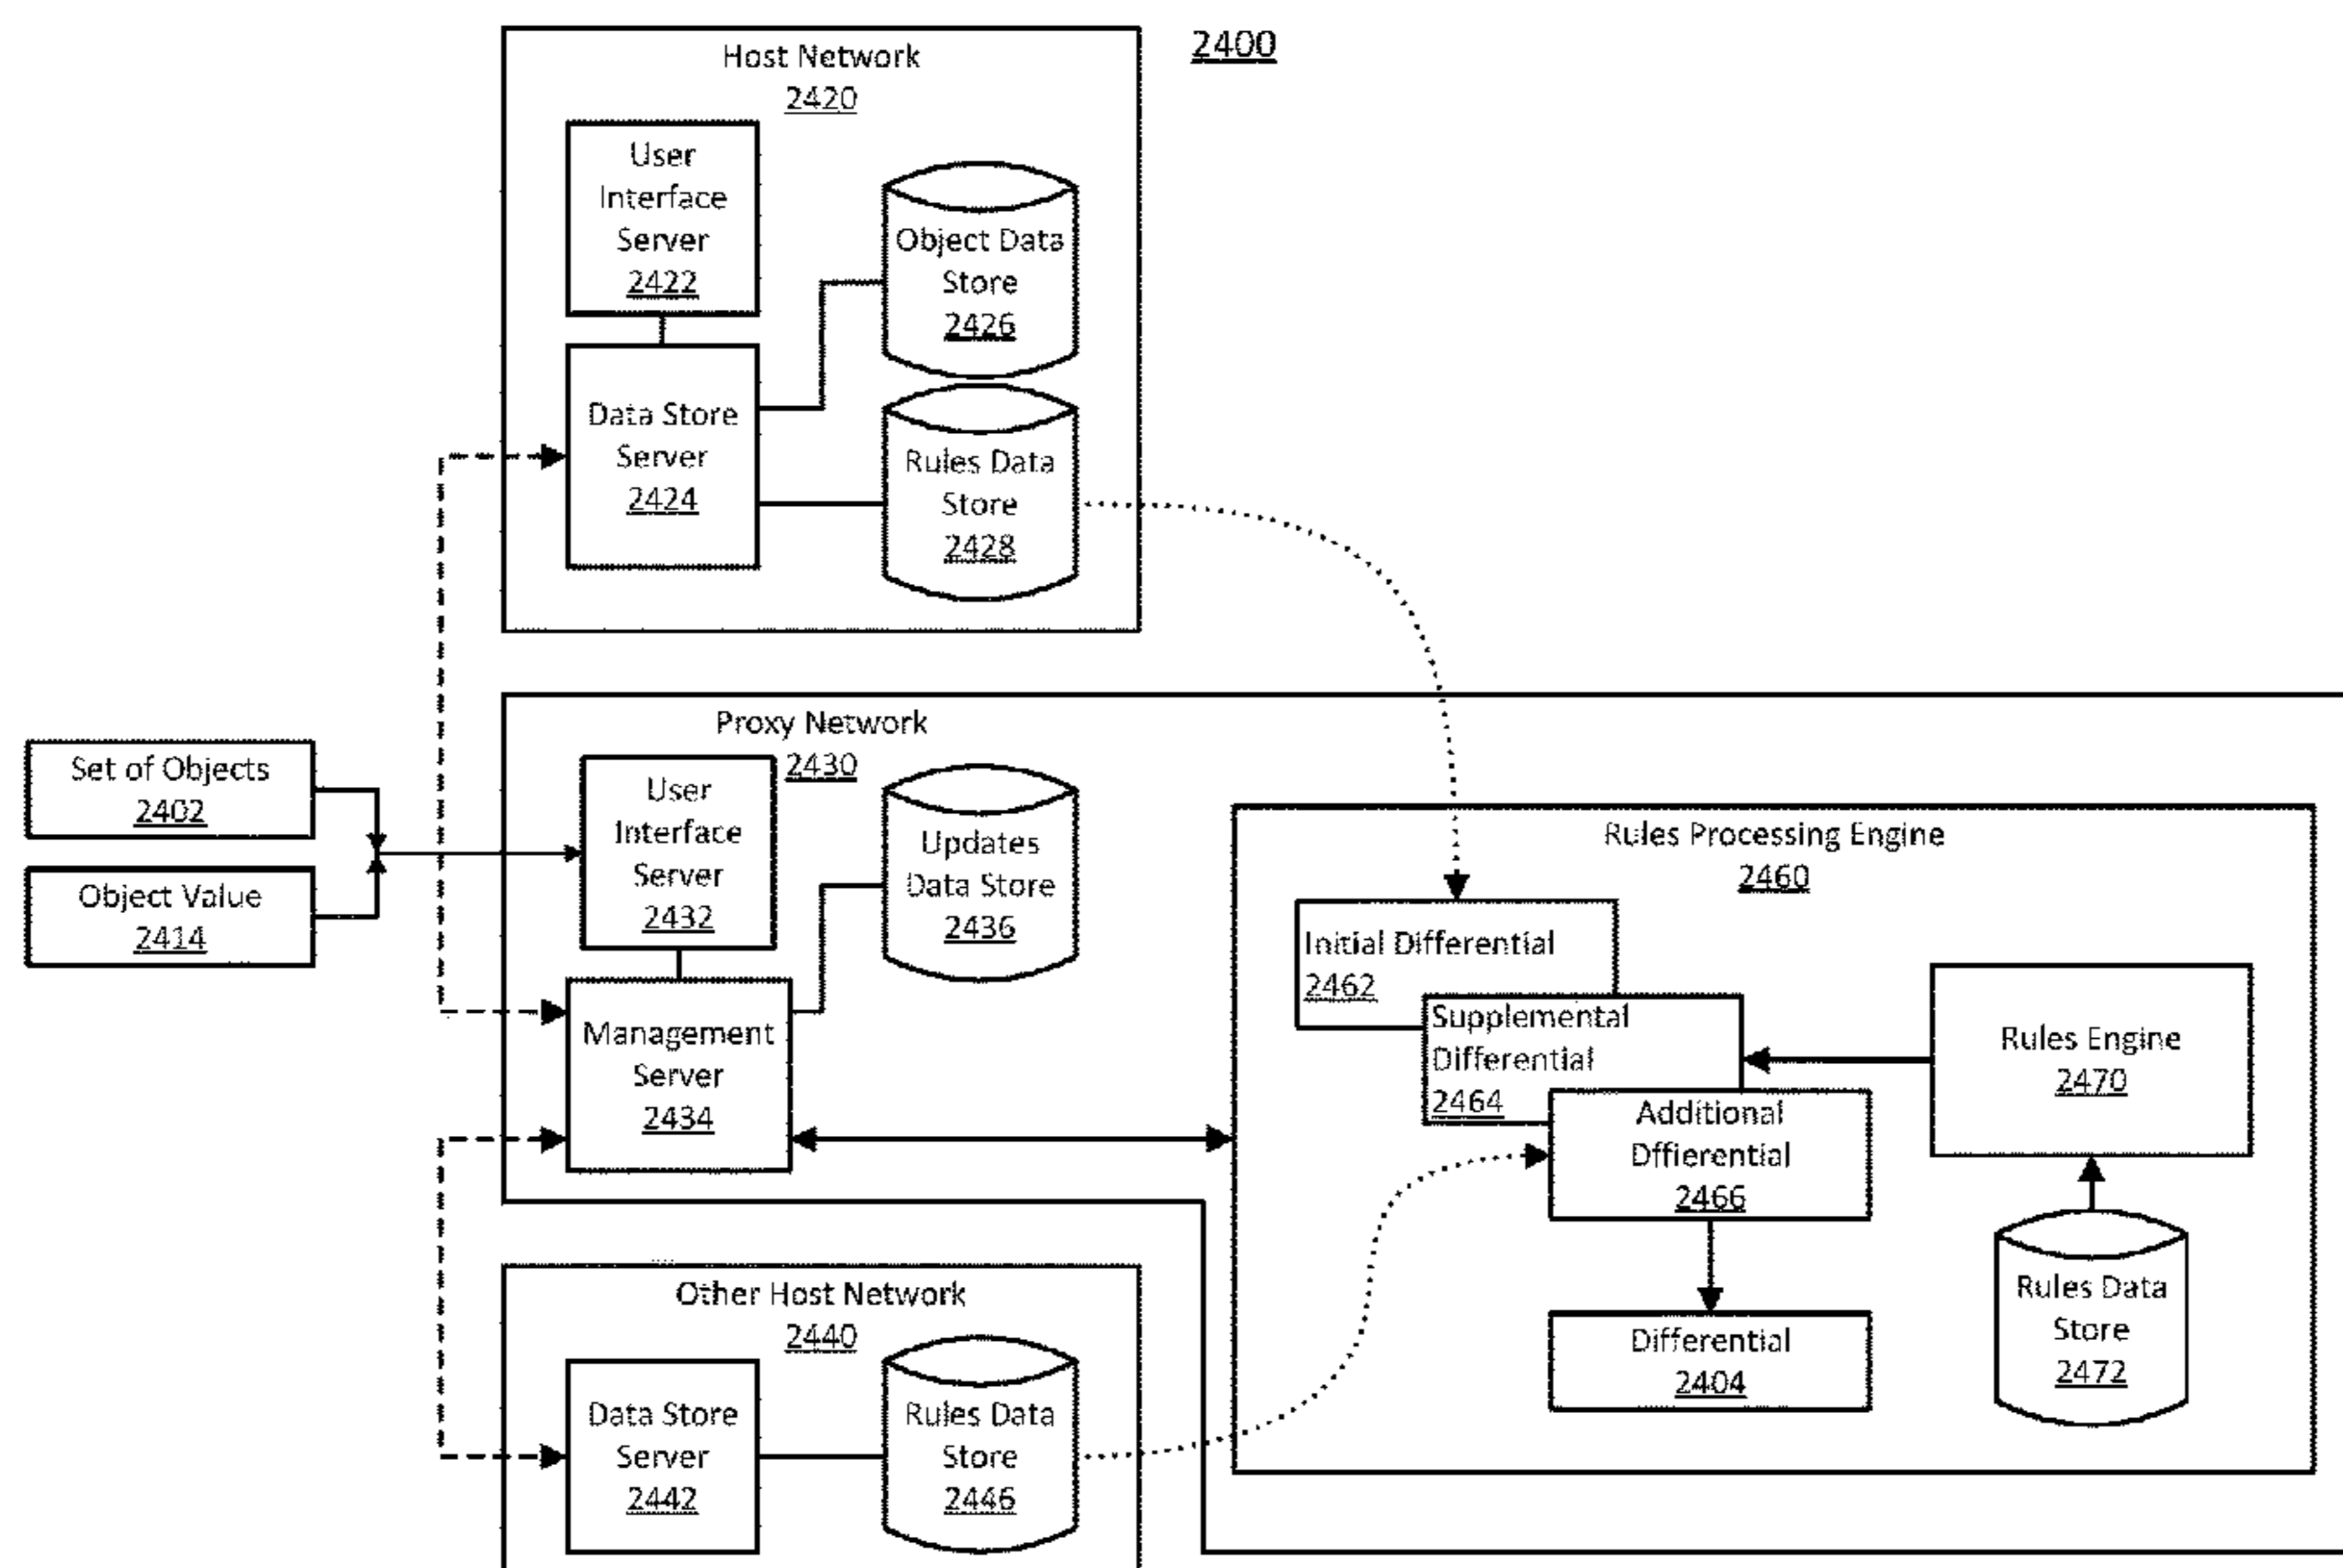 2400
Host Network
2420
User
Interface
Server
2422
Object Data
Store
2426
Data Store
Server
2424
Rules Data
Store
2428
Set of Objects
2402
Object Value
2414
Proxy Network
2430
User
Interface
Server
2432
Updates
Data Store
2436
Management
Server
2434
Rules Processing Engine
2460
Initial Differential
2462
Supplemental
Differential
2464
Additional
Dffierential
2466
Differential
2404
Rules Engine
2470
Rules Data
Store
2472
Other Host Network
2440
Data Store
Server
2442
Rules Data
Store
2446